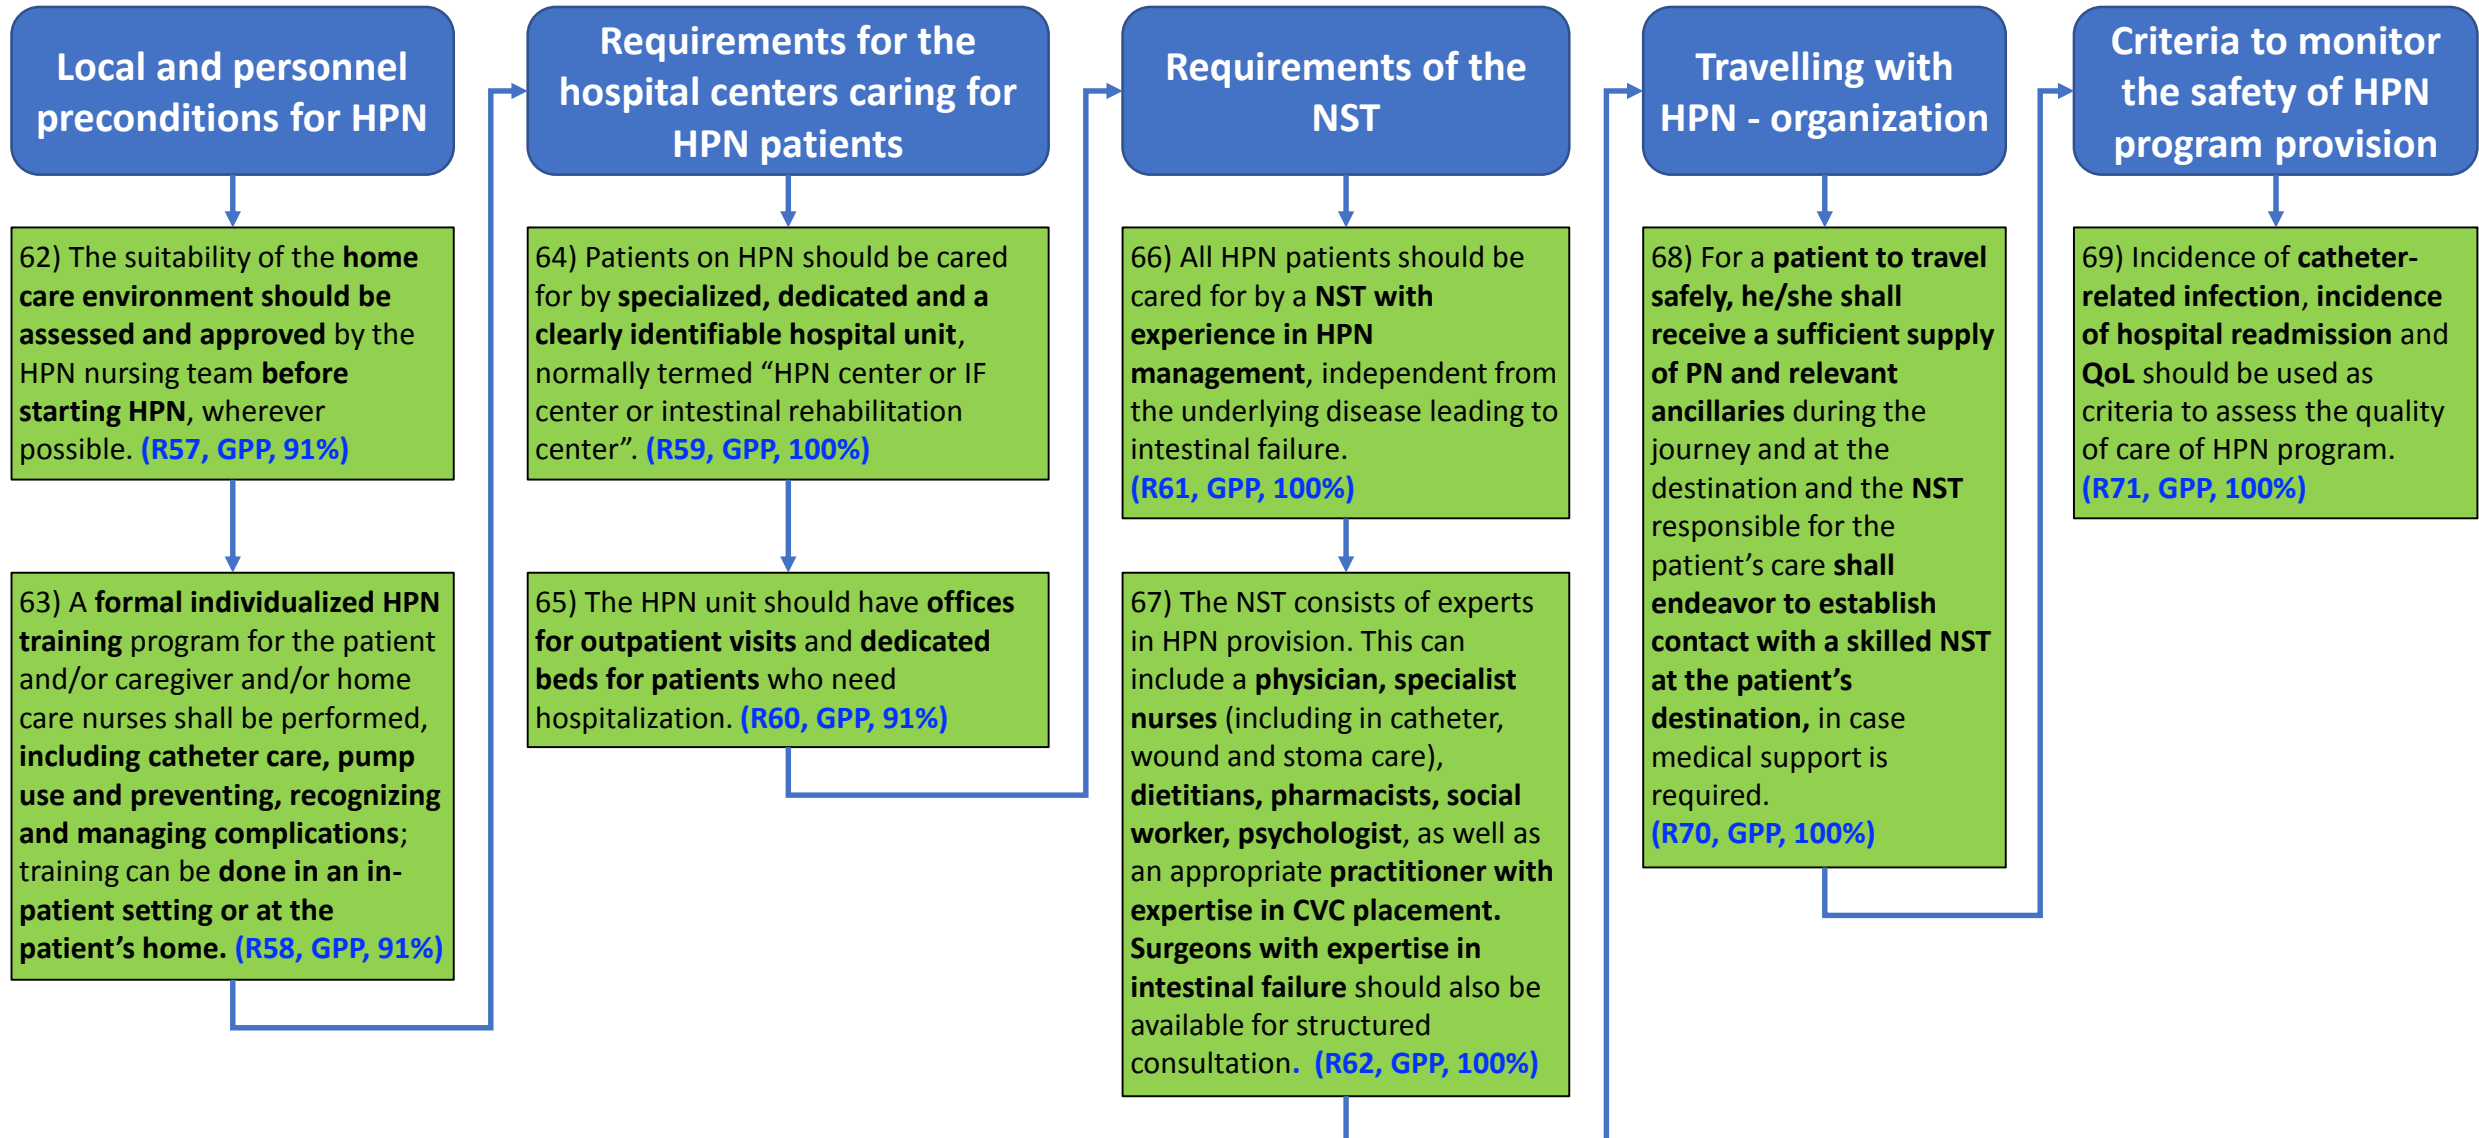 Local and personnel
preconditions for HPN
62) The suitability of the home
care environment should be
assessed and approved by the
HPN nursing team before
starting HPN, wherever
possible. (R57, GPP, 91%)
63) A formal individualized HPN
training program for the patient
and/or caregiver and/or home
care nurses shall be performed,
including catheter care, pump
use and preventing, recognizing
and managing complications;
training can be done in an in-
patient setting or at the
patient’s home. (R58, GPP, 91%)
Requirements for the
hospital centers caring for
HPN patients
64) Patients on HPN should be cared
for by specialized, dedicated and a
clearly identifiable hospital unit,
normally termed “HPN center or IF
center or intestinal rehabilitation
center”. (R59, GPP, 100%)
65) The HPN unit should have offices
for outpatient visits and dedicated
beds for patients who need
hospitalization. (R60, GPP, 91%)
Requirements of the
NST
66) All HPN patients should be
cared for by a NST with
experience in HPN
management, independent from
the underlying disease leading to
intestinal failure.
(R61, GPP, 100%)
67) The NST consists of experts
in HPN provision. This can
include a physician, specialist
nurses (including in catheter,
wound and stoma care),
dietitians, pharmacists, social
worker, psychologist, as well as
an appropriate practitioner with
expertise in CVC placement.
Surgeons with expertise in
intestinal failure should also be
available for structured
consultation. (R62, GPP, 100%)
Travelling with
HPN - organization
68) For a patient to travel
safely, he/she shall
receive a sufficient supply
of PN and relevant
ancillaries during the
journey and at the
destination and the NST
responsible for the
patient’s care shall
endeavor to establish
contact with a skilled NST
at the patient’s
destination, in case
medical support is
required.
(R70, GPP, 100%)
Criteria to monitor
the safety of HPN
program provision
69) Incidence of catheter-
related infection, incidence
of hospital readmission and
QoL should be used as
criteria to assess the quality
of care of HPN program.
(R71, GPP, 100%)